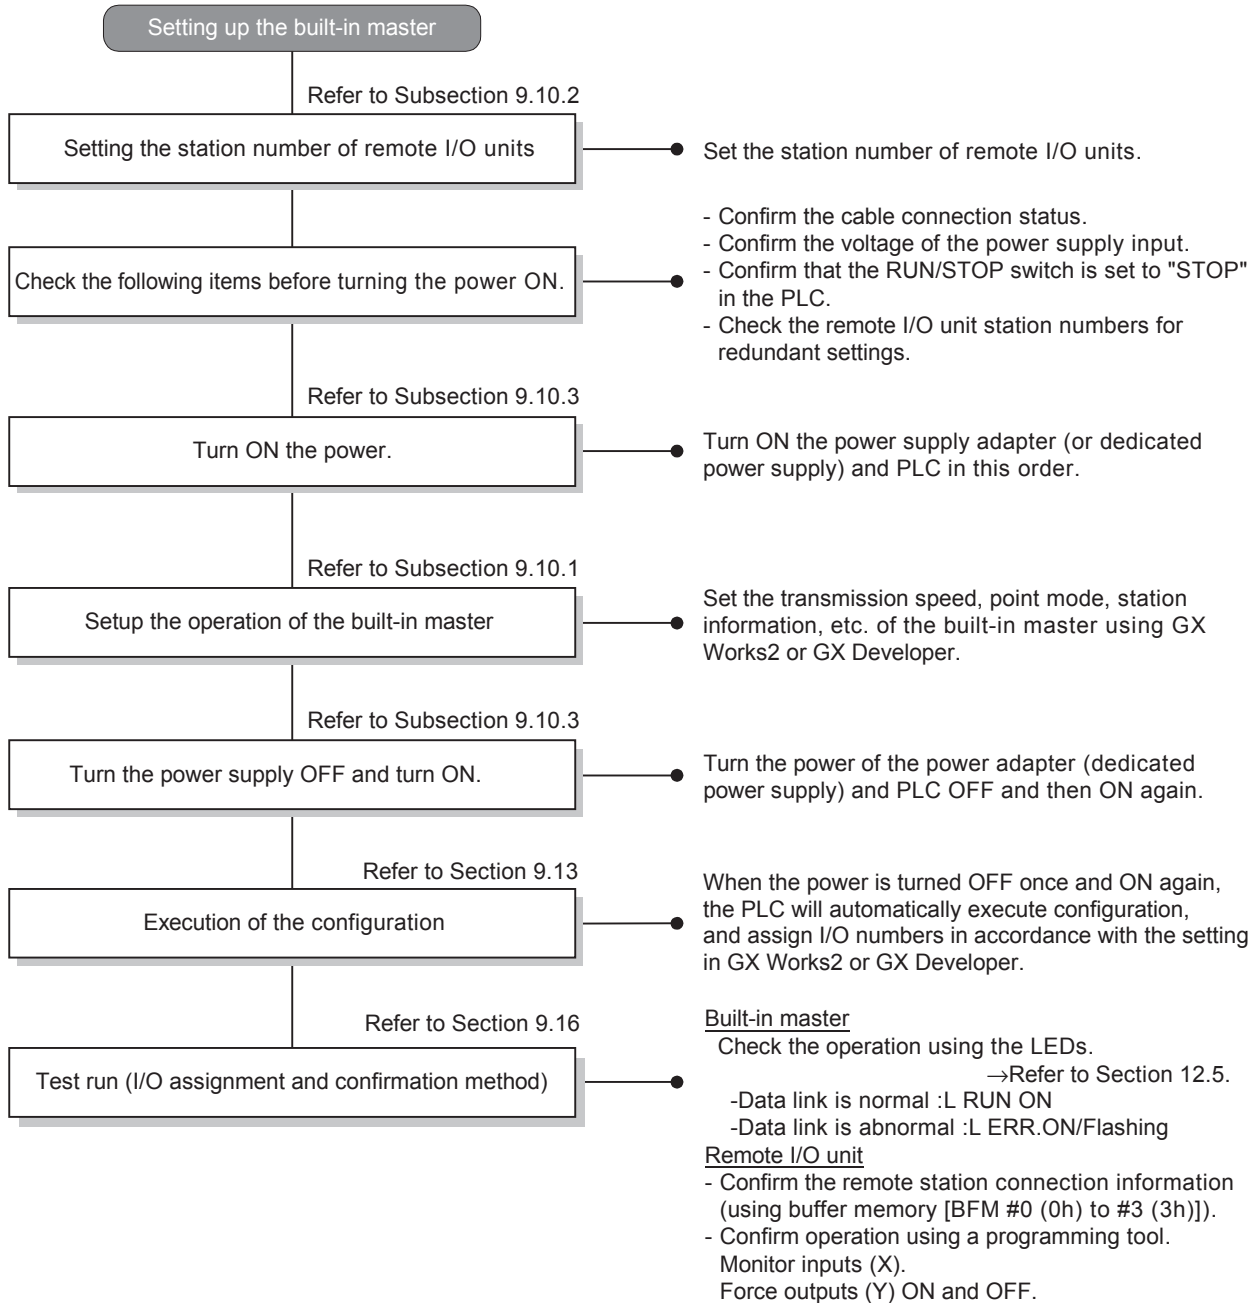 Setting up the built-in master
Refer to Subsection 9.10.2
Setting the station number of remote I/O units
Set the station number of remote I/O units.
Check the following items before turning the power ON.
- Confirm the cable connection status.
- Confirm the voltage of the power supply input.
- Confirm that the RUN/STOP switch is set to "STOP"
in the PLC.
- Check the remote I/O unit station numbers for
redundant settings.
Refer to Subsection 9.10.3
Turn ON the power.
Turn ON the power supply adapter (or dedicated
power supply) and PLC in this order.
Refer to Subsection 9.10.1
Setup the operation of the built-in master
Set the transmission speed, point mode, station
information, etc. of the built-in master using GX
Works2 or GX Developer.
Refer to Subsection 9.10.3
Turn the power supply OFF and turn ON.
Turn the power of the power adapter (dedicated
power supply) and PLC OFF and then ON again.
Refer to Section 9.13
Execution of the configuration
When the power is turned OFF once and ON again,
the PLC will automatically execute configuration,
and assign I/O numbers in accordance with the setting
in GX Works2 or GX Developer.
Refer to Section 9.16
Test run (I/O assignment and confirmation method)
Built-in master
Check the operation using the LEDs.
→Refer to Section 12.5.
-Data link is normal :L RUN ON
-Data link is abnormal :L ERR.ON/Flashing
Remote I/O unit
- Confirm the remote station connection information
(using buffer memory [BFM #0 (0h) to #3 (3h)]).
- Confirm operation using a programming tool.
Monitor inputs (X).
Force outputs (Y) ON and OFF.